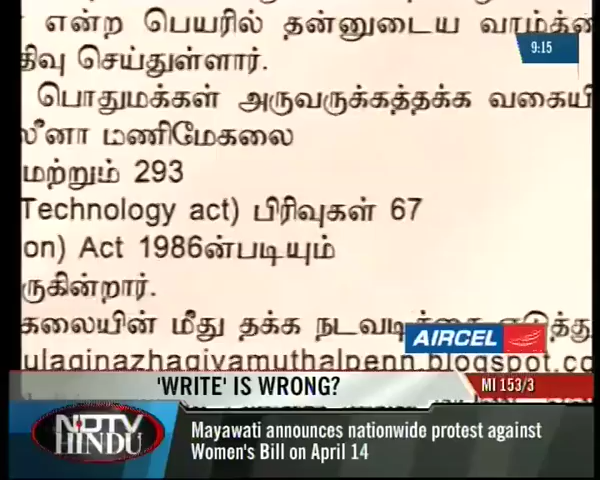 என்ற பெயரில் தன்னுடைய
9:15
திவு செய்துள்ளார்.
பொதுமக்கள் அருவருக்கத்தக்க
லீனா மணிமேகலை
மற்றும் 293
Technology act) பிரிவுகள் 67
on) Act 1986ன்படியும்
ருகின்றார்.
கலையின் மீது தக்க
AIRCEL
ulaginazhagiyamuthalpenn.blogspot.co
'WRITE' IS WRONG?
MI 153/3
NDTV
HINDU
Mayawati announces nationwide protest against
Women's Bill on April 14